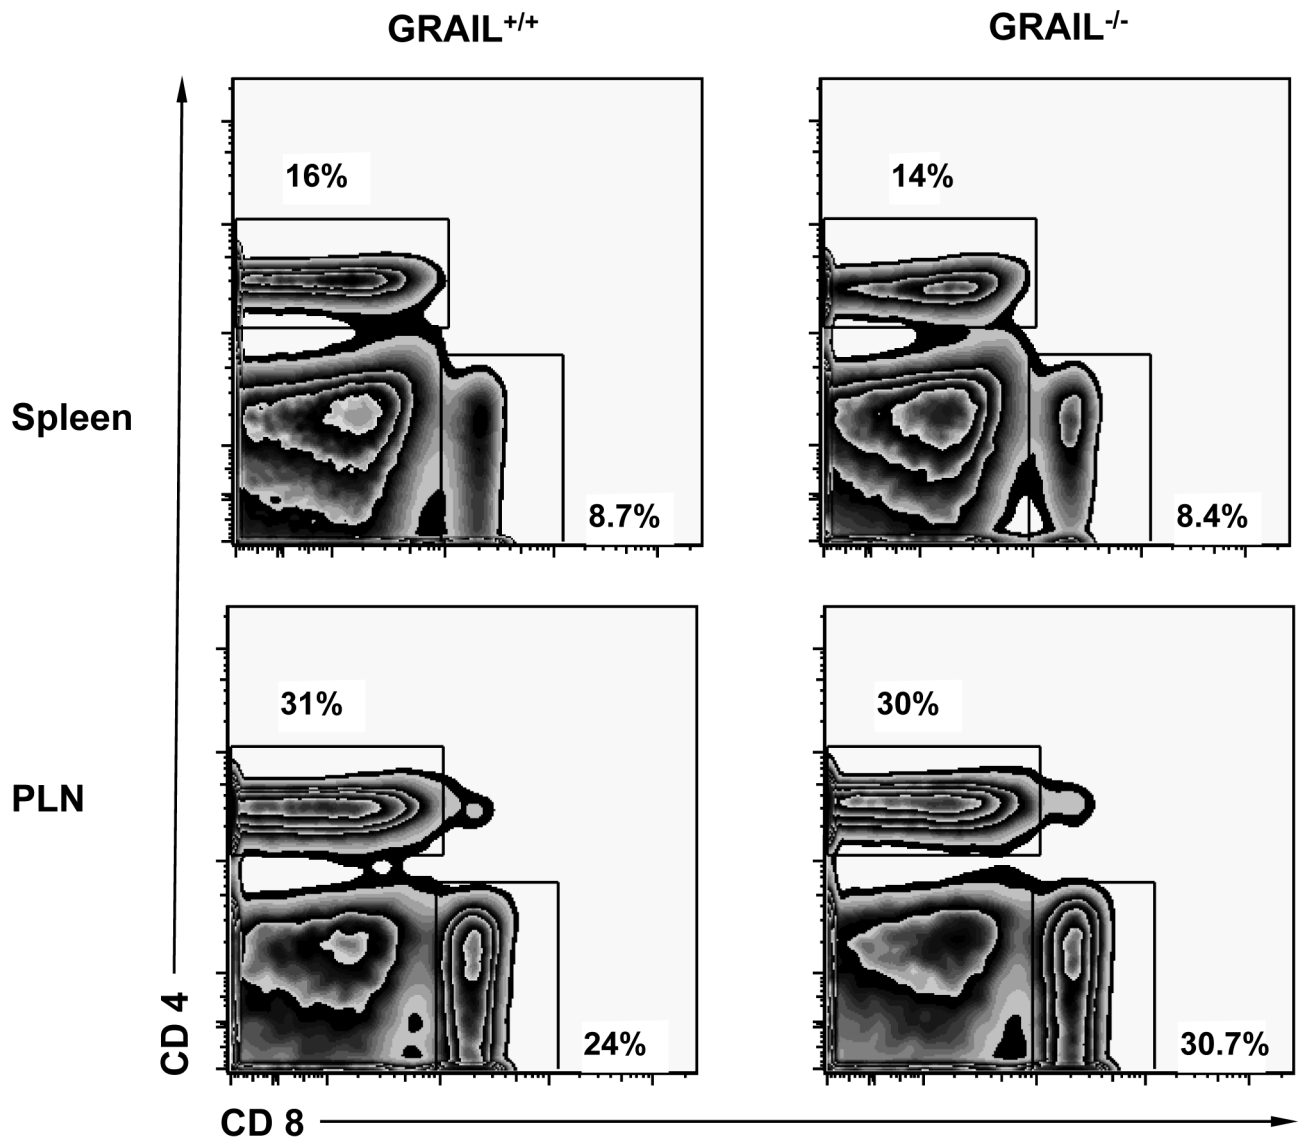 GRAIL+/+ GRAIL-/-
16% 14%
Spleen
8.7% 8.4%
31% 30%
PLN
24% 30.7%
CD 4
CD 8